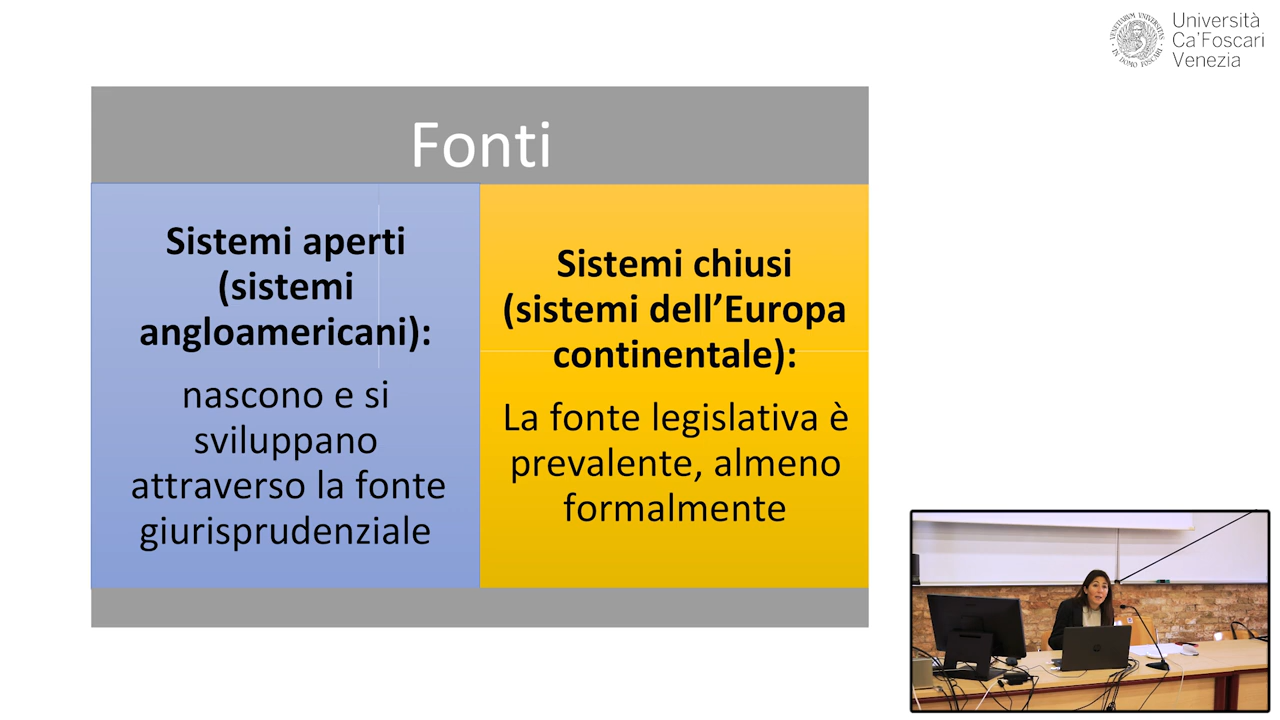 Università
Ca'Foscari
Venezia
Fonti
Sistemi aperti
(sistemi
angloamericani):
nascono e si
sviluppano
attraverso la fonte
giurisprudenziale
Sistemi chiusi
(sistemi dell’Europa
continentale):
La fonte legislativa è
prevalente, almeno
formalmente